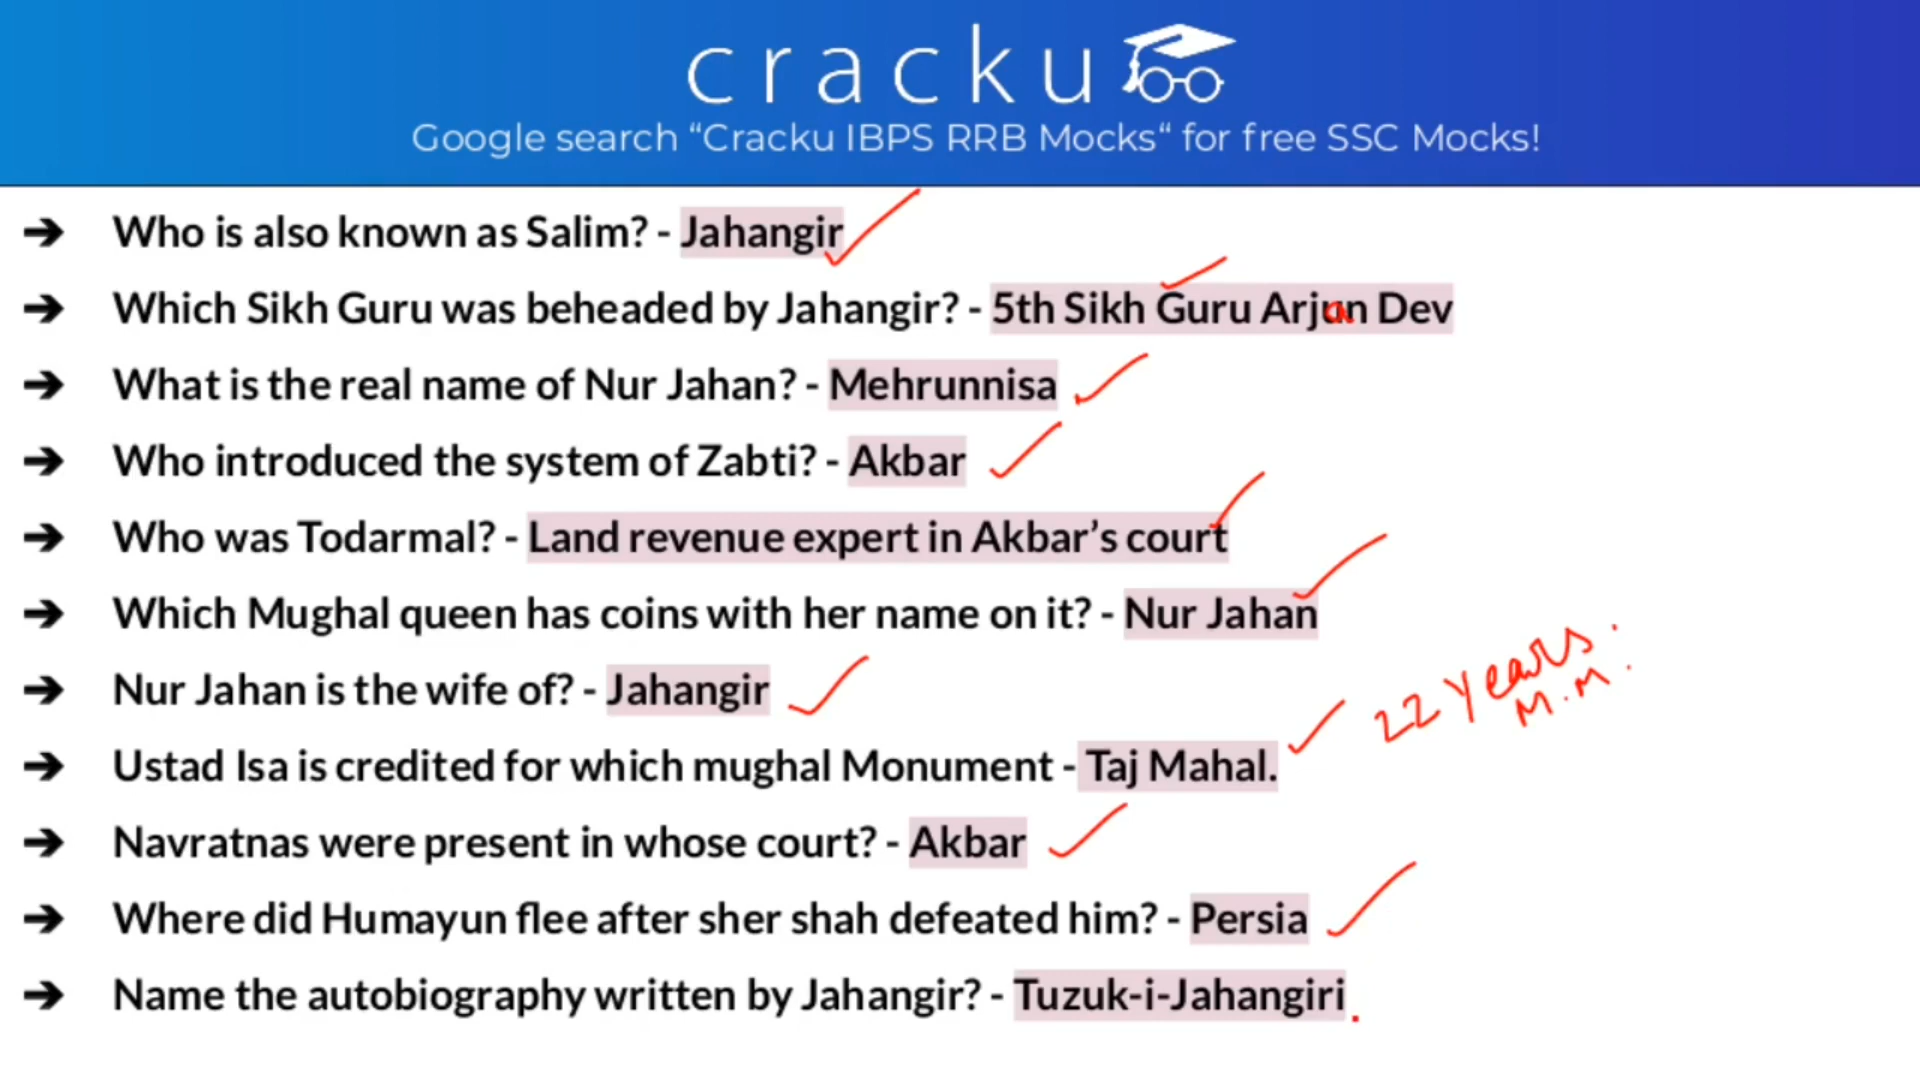 cracku
Google search “Cracku IBPS RRB Mocks“ for free SSC Mocks!
➔ Who is also known as Salim? - Jahangir
➔ Which Sikh Guru was beheaded by Jahangir? - 5th Sikh Guru Arjan Dev
➔ What is the real name of Nur Jahan? - Mehrunnisa
➔ Who introduced the system of Zabti? - Akbar
➔ Who was Todarmal? - Land revenue expert in Akbar’s court
➔ Which Mughal queen has coins with her name on it? - Nur Jahan
➔ Nur Jahan is the wife of? - Jahangir
22 Years.
M.M.
➔ Ustad Isa is credited for which mughal Monument - Taj Mahal.
➔ Navratnas were present in whose court? - Akbar
➔ Where did Humayun flee after sher shah defeated him? - Persia
➔ Name the autobiography written by Jahangir? - Tuzuk-i-Jahangiri.